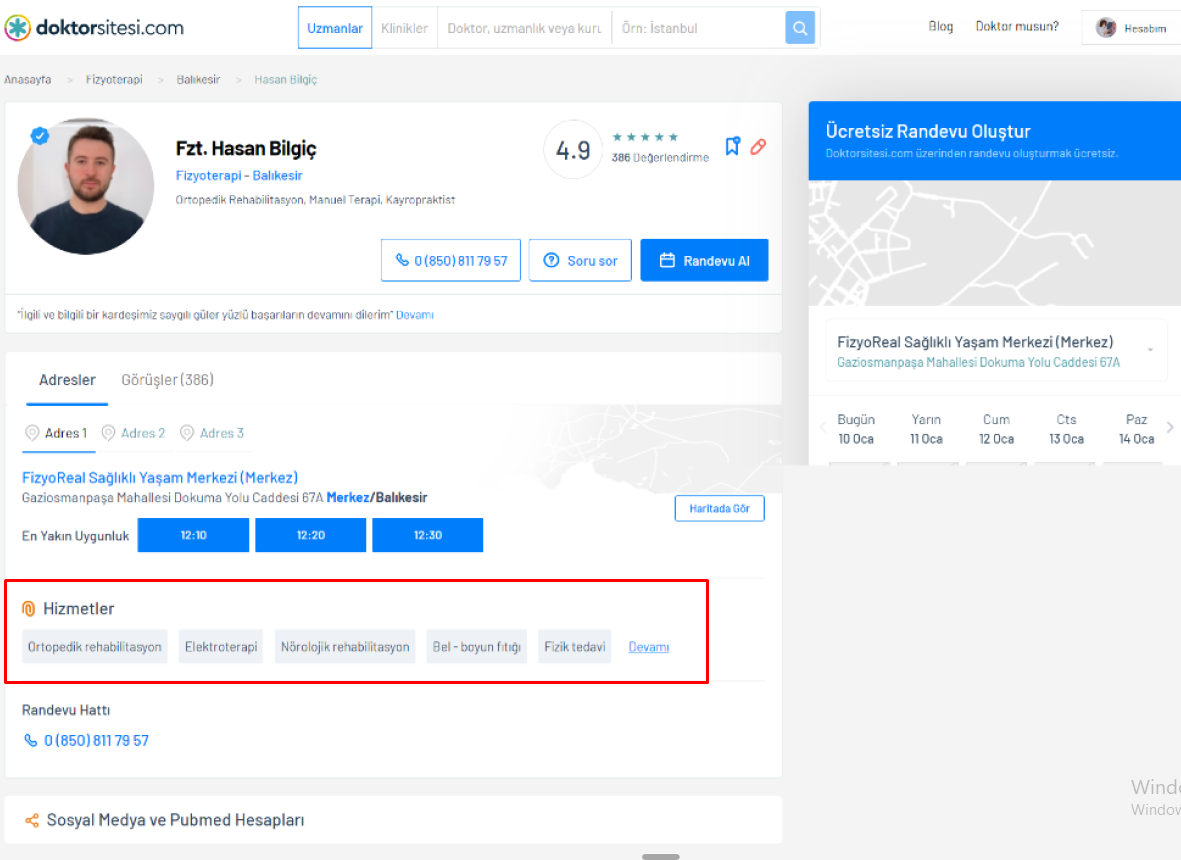 doktorsitesi.com
Uzmanlar
Klinikler
Doktor, uzmanlık veya kuru
Örn: İstanbul
Blog
Doktor musun?
Hesabım
Anasayfa > Fizyoterapi > Balıkesir > Hasan Bilgiç
Fzt. Hasan Bilgiç
Fizyoterapi - Balıkesir
Ortopedik Rehabilitasyon, Manuel Terapi, Kayropraktist
4.9
386 Değerlendirme
0 (850) 811 79 57
Soru sor
Randevu Al
"İlgili ve bilgili bir kardeşimiz saygılı güler yüzlü başarıların devamını dilerim" Devamı
Ücretsiz Randevu Oluştur
Doktorsitesi.com üzerinden randevu oluşturmak ücretsiz.
FizyoReal Sağlıklı Yaşam Merkezi (Merkez)
Gaziosmanpaşa Mahallesi Dokuma Yolu Caddesi 67A
Bugün Yarın Cum Cts Paz
10 Oca 11 Oca 12 Oca 13 Oca 14 Oca
Adresler
Görüşler (386)
Adres 1
Adres 2
Adres 3
FizyoReal Sağlıklı Yaşam Merkezi (Merkez)
Gaziosmanpaşa Mahallesi Dokuma Yolu Caddesi 67A Merkez/Balıkesir
Haritada Gör
En Yakın Uygunluk
12:10
12:20
12:30
Hizmetler
Ortopedik rehabilitasyon
Elektroterapi
Nörolojik rehabilitasyon
Bel - boyun fıtığı
Fizik tedavi
Devamı
Randevu Hattı
0 (850) 811 79 57
Sosyal Medya ve Pubmed Hesapları